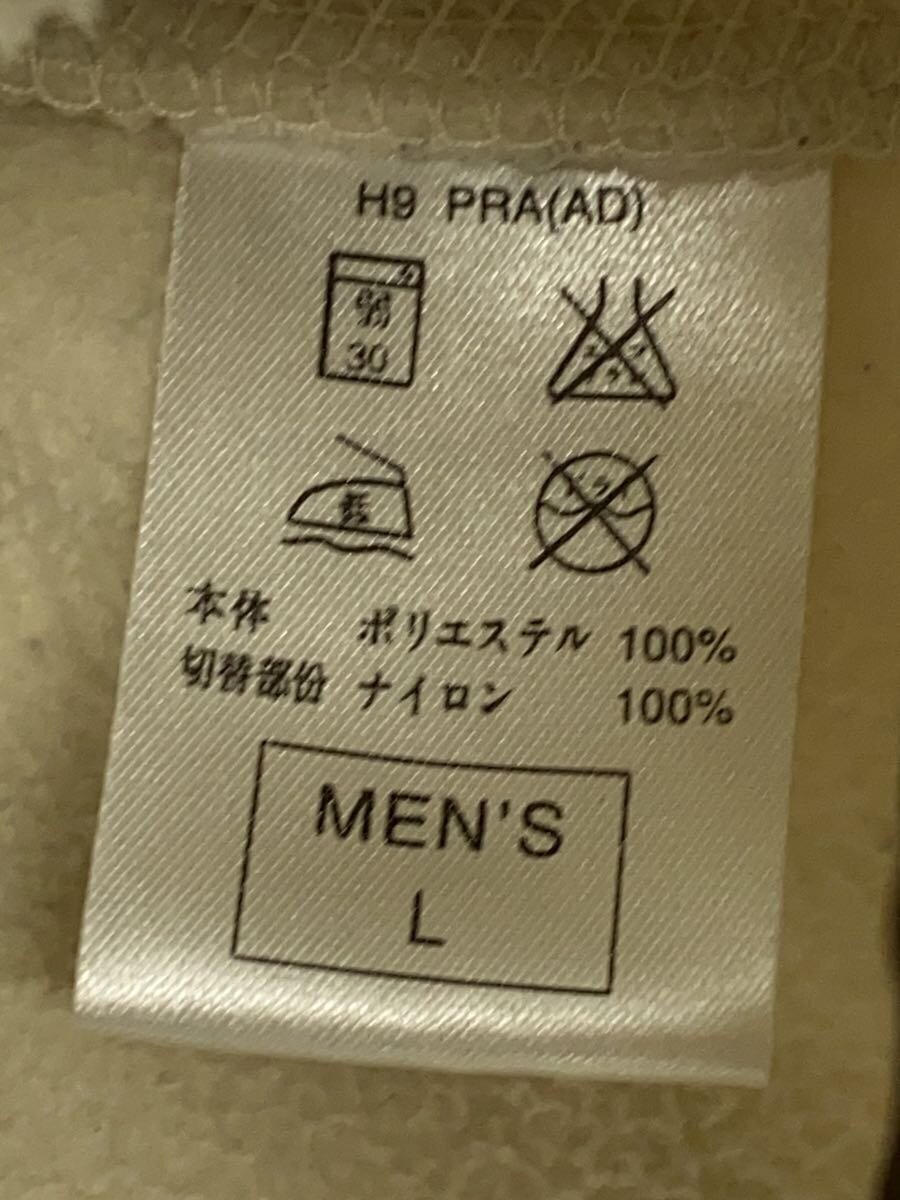 H9 PRA(AD)
弱
30
低
本体 ポリエステル 100%
切替部份 ナイロン 100%
MEN'S
L